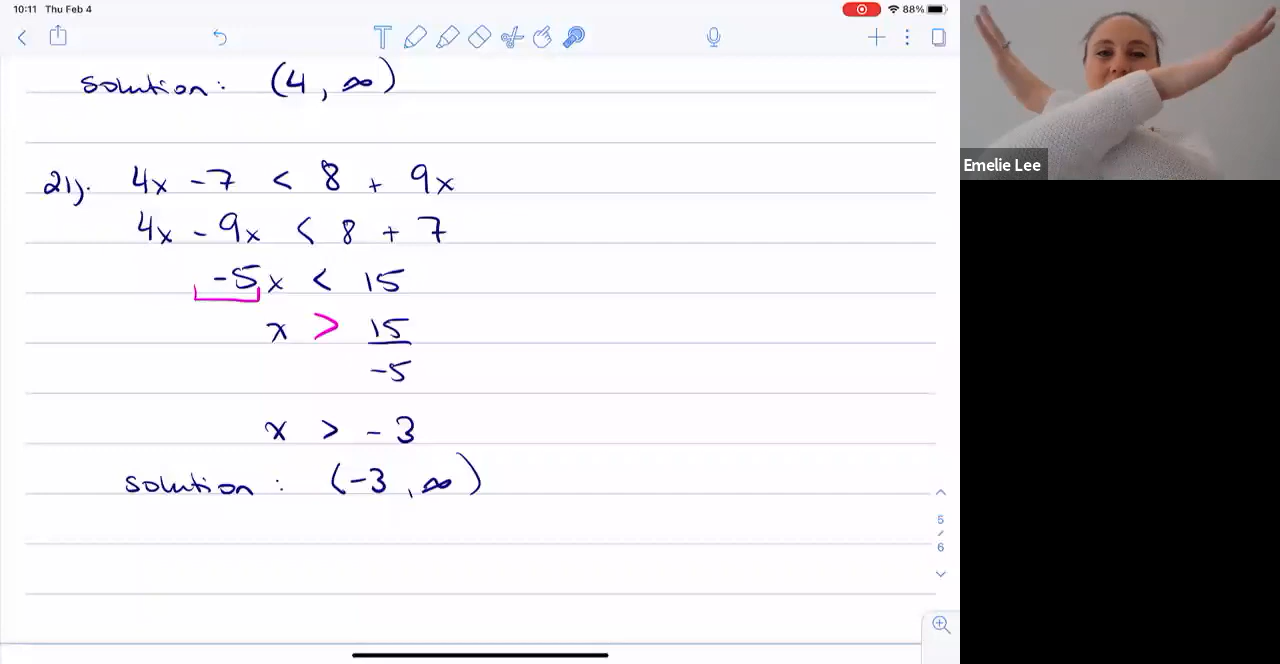 10:11 Thu Feb 4
88%
solution: (4, ∞)
21). 4x - 7 < 8 + 9x
4x - 9x < 8 + 7
-5x < 15
x > 15
-5
x > -3
solution: (-3, ∞)
5
/
6
Emelie Lee